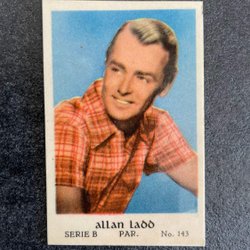 allan ladd
SERIE B PAR. No. 143